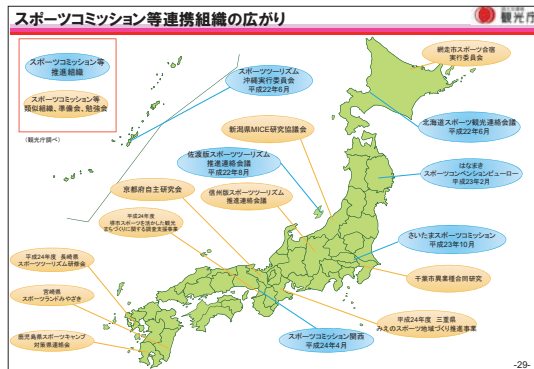 スポーツコミッション等連携組織の広がり
観光庁
スポーツコミッション等
推進組織
スポーツコミッション等
類似組織、準備会、勉強会
（観光庁調べ）
スポーツツーリズム
沖縄実行委員会
平成22年6月
網走市スポーツ合宿
実行委員会
北海道スポーツ観光連絡会議
平成22年6月
新潟県MICE研究協議会
佐渡版スポーツツーリズム
推進連絡会議
平成22年8月
はなまき
スポーツコンベンションビューロー
平成23年2月
京都府自主研究会
信州版スポーツツーリズム
推進連絡会議
平成24年度
堺市スポーツを活かした観光
まちづくりに関する調査支援事業
さいたまスポーツコミッション
平成23年10月
平成24年度 長崎県
スポーツツーリズム研修会
千葉市異業種合同研究
宮崎県
スポーツランドみやざき
平成24年度 三重県
みえのスポーツ地域づくり推進事業
鹿児島県スポーツキャンプ
対策県連絡会
スポーツコミッション関西
平成24年4月
-29-